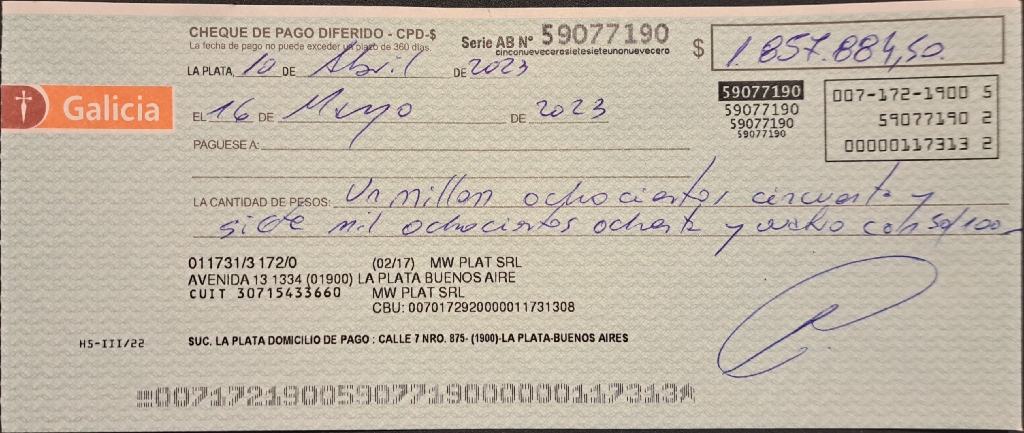 CHEQUE DE PAGO DIFERIDO - CPD-$
La fecha de pago no puede exceder un plazo de 360 días.
Serie AB Nº 59077190
cinconuevecerosietesieteunonuevecero
$ 1.857.884,50.
LA PLATA, 10 DE Abril DE 2023
Galicia
EL 16 DE Mayo DE 2023
PAGUESE A:
59077190
59077190
59077190
59077190
007-172-1900 5
59077190 2
00000117313 2
LA CANTIDAD DE PESOS: Un millon ochocientos cincuenta y
siete mil ochocientos ochenta y cuatro con 50/100
011731/3 172/0 (02/17) MW PLAT SRL
AVENIDA 13 1334 (01900) LA PLATA BUENOS AIRE
CUIT 30715433660 MW PLAT SRL
CBU: 0070172920000011731308
HS-III/22
SUC. LA PLATA DOMICILIO DE PAGO : CALLE 7 NRO. 875- (1900)-LA PLATA-BUENOS AIRES
00717219005907719000000117313